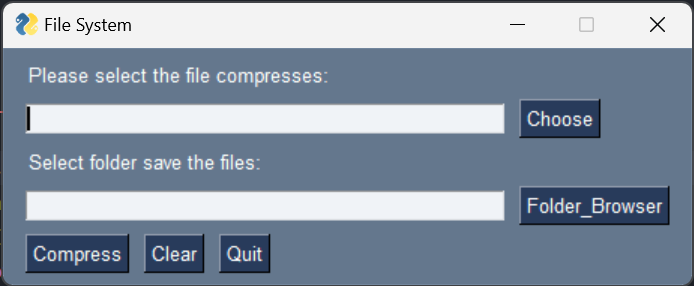 File System
Please select the file compresses:
Choose
Select folder save the files:
Folder_Browser
Compress Clear Quit